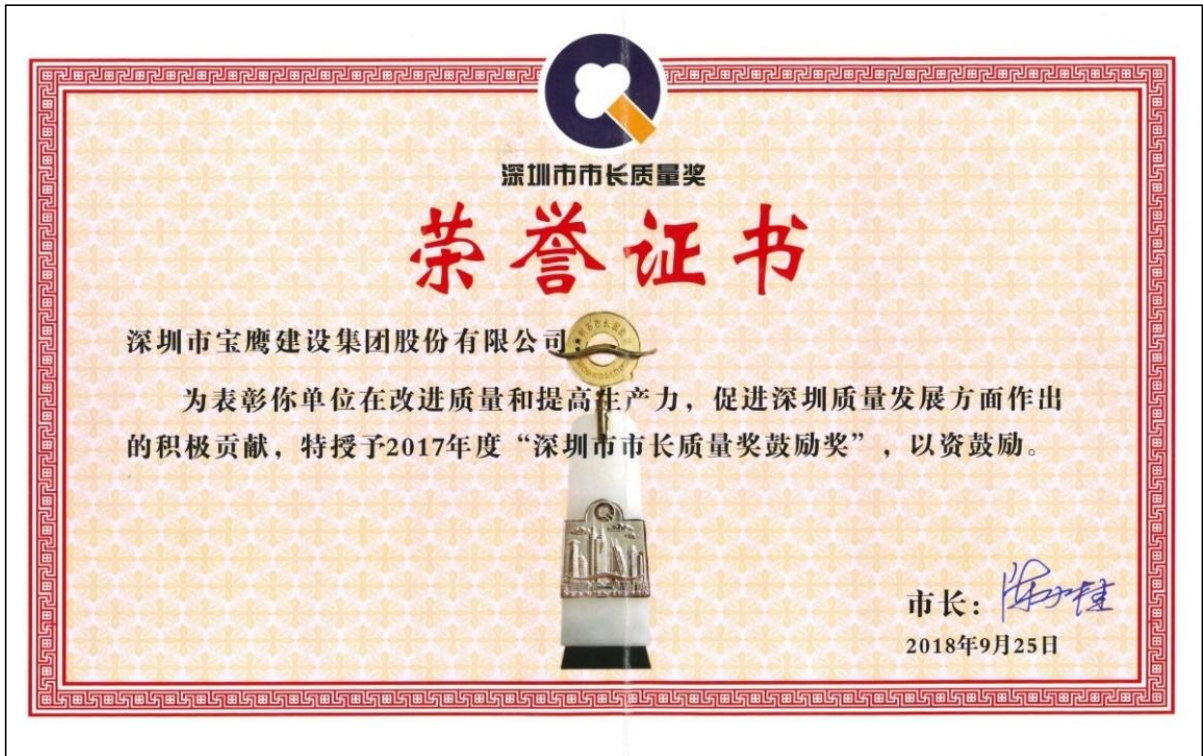 深圳市市长质量奖
荣誉证书
深圳市宝鹰建设集团股份有限公司：
为表彰你单位在改进质量和提高生产力，促进深圳质量发展方面作出
的积极贡献，特授予2017年度“深圳市市长质量奖鼓励奖”，以资鼓励。
市长：陈如桂
2018年9月25日